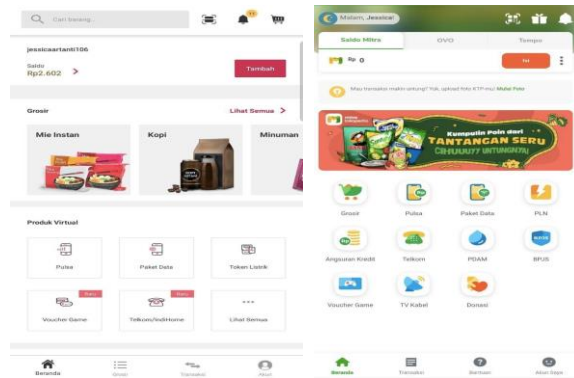 Cari barang...
jessicaartanti106
Saldo
Rp2.602
Tambah
Grosir
Lihat Semua
Mie Instan
Kopi
Minuman
Produk Virtual
Pulsa
Paket Data
Token Listrik
Baru
Voucher Game
Baru
Telkom/IndiHome
Lihat Semua
Beranda
Grosir
Transaksi
Akun
Malam, Jessica!
Saldo Mitra
OVO
Tempo
Rp 0
Isi
Mau transaksi makin untung? Yuk, upload foto KTP-mu! Mulai Foto
Kumpulin Poin dari
TANTANGAN SERU
CIHUUUYY UNTUNGNYA!
Grosir
Pulsa
Paket Data
PLN
Angsuran Kredit
Telkom
PDAM
BPJS
Voucher Game
TV Kabel
Donasi
Beranda
Transaksi
Bantuan
Akun Saya